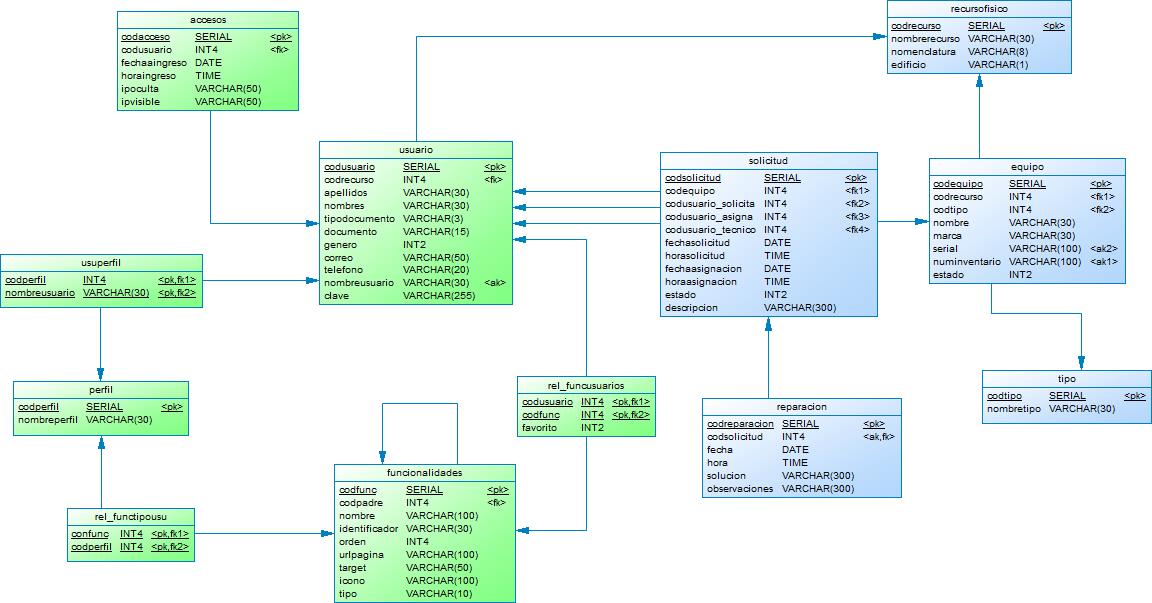 accesos
codacceso SERIAL <pk>
codusuario INT4 <fk>
fechaaingreso DATE
horaingreso TIME
ipoculta VARCHAR(50)
ipvisible VARCHAR(50)
recursofisico
codrecurso SERIAL <pk>
nombrerecurso VARCHAR(30)
nomenclatura VARCHAR(8)
edificio VARCHAR(1)
usuario
codusuario SERIAL <pk>
codrecurso INT4 <fk>
apellidos VARCHAR(30)
nombres VARCHAR(30)
tipodocumento VARCHAR(3)
documento VARCHAR(15)
genero INT2
correo VARCHAR(50)
telefono VARCHAR(20)
nombreusuario VARCHAR(30) <ak>
clave VARCHAR(255)
solicitud
codsolicitud SERIAL <pk>
codequipo INT4 <fk1>
codusuario_solicita INT4 <fk2>
codusuario_asigna INT4 <fk3>
codusuario_tecnico INT4 <fk4>
fechasolicitud DATE
horasolicitud TIME
fechaasignacion DATE
horaasignacion TIME
estado INT2
descripcion VARCHAR(300)
equipo
codequipo SERIAL <pk>
codrecurso INT4 <fk1>
codtipo INT4 <fk2>
nombre VARCHAR(30)
marca VARCHAR(30)
serial VARCHAR(100) <ak2>
numinventario VARCHAR(100) <ak1>
estado INT2
usuperfil
codperfil INT4 <pk,fk1>
nombreusuario VARCHAR(30) <pk,fk2>
perfil
codperfil SERIAL <pk>
nombreperfil VARCHAR(30)
rel_funcusuarios
codusuario INT4 <pk,fk1>
codfunc INT4 <pk,fk2>
favorito INT2
tipo
codtipo SERIAL <pk>
nombretipo VARCHAR(30)
reparacion
codreparacion SERIAL <pk>
codsolicitud INT4 <ak,fk>
fecha DATE
hora TIME
solucion VARCHAR(300)
observaciones VARCHAR(300)
funcionalidades
codfunc SERIAL <pk>
codpadre INT4 <fk>
nombre VARCHAR(100)
identificador VARCHAR(30)
orden INT4
urlpagina VARCHAR(100)
target VARCHAR(50)
icono VARCHAR(100)
tipo VARCHAR(10)
rel_functipousu
confunc INT4 <pk,fk1>
codperfil INT4 <pk,fk2>